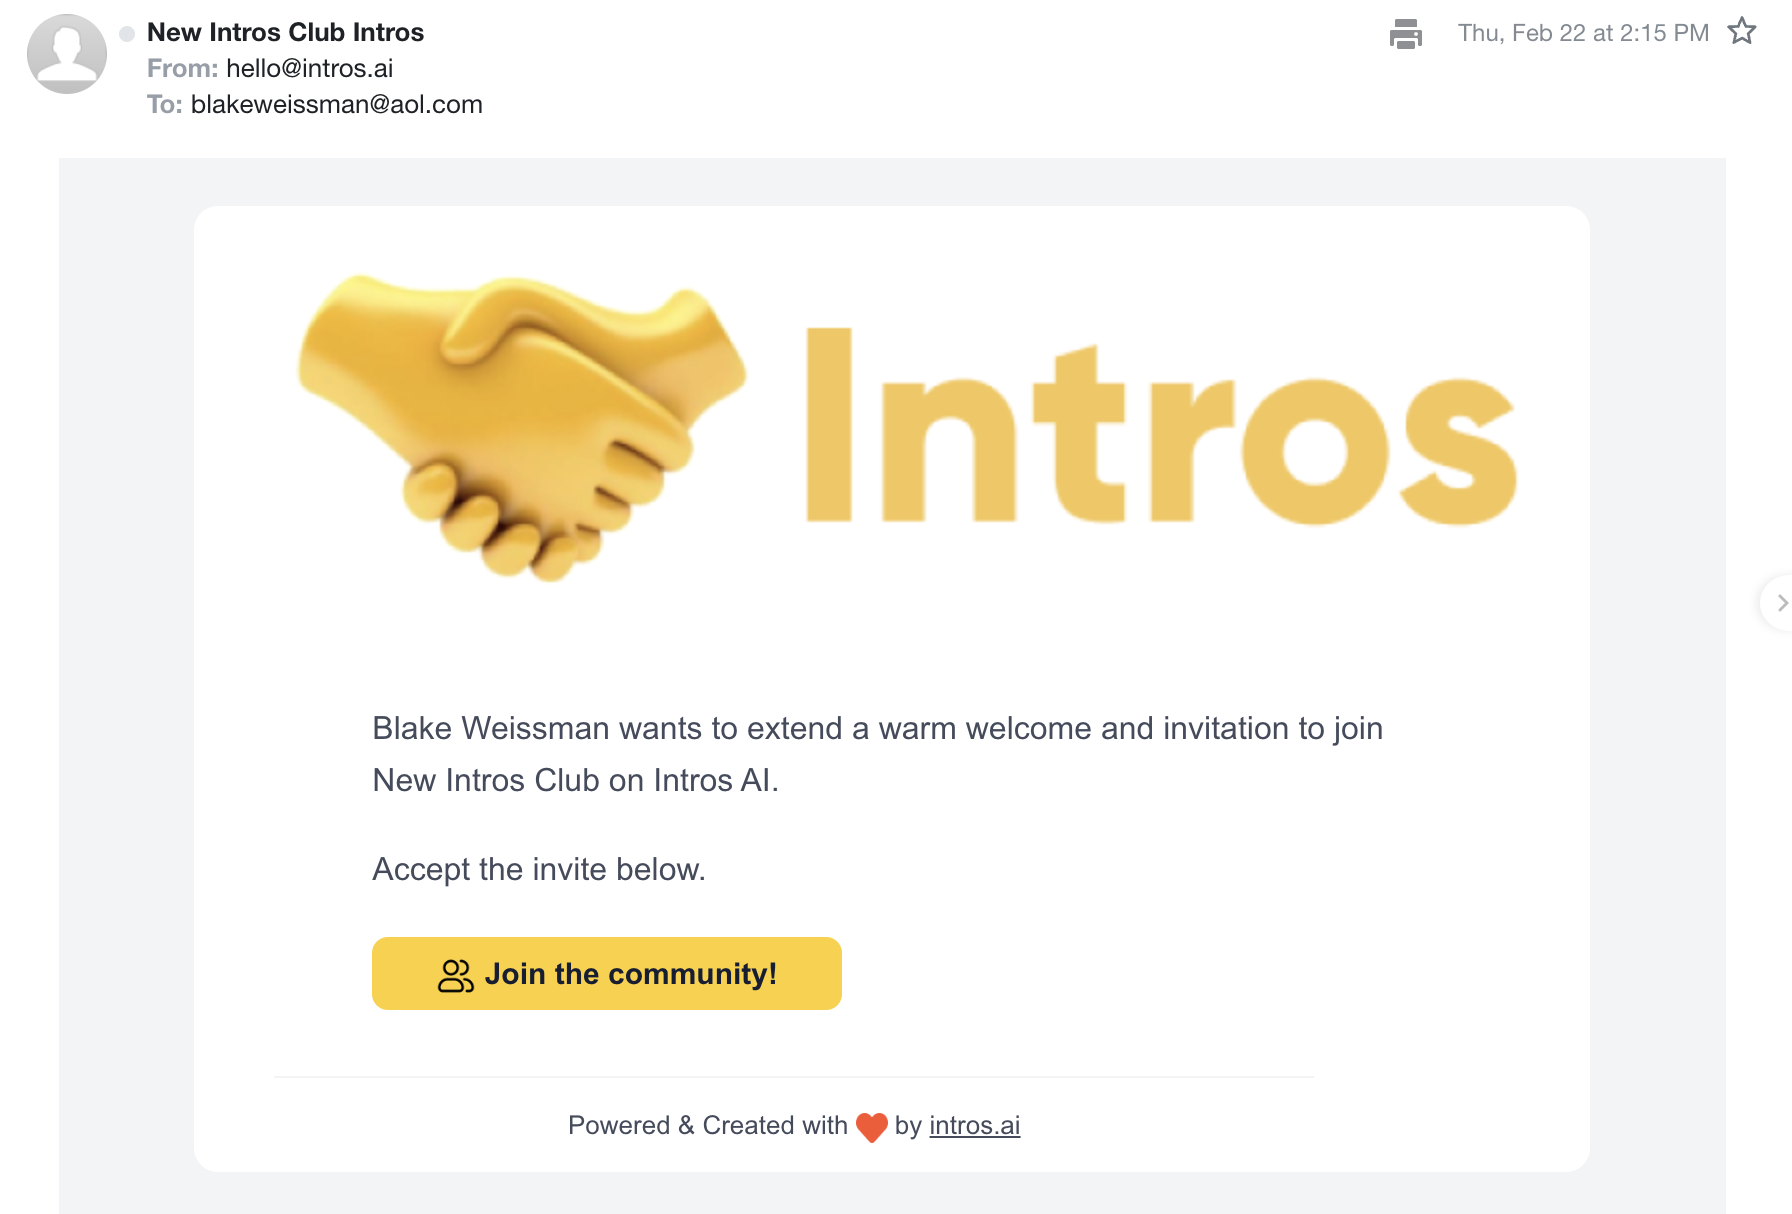 New Intros Club Intros
Thu, Feb 22 at 2:15 PM
From: hello@intros.ai
To: blakeweissman@aol.com
Intros
Blake Weissman wants to extend a warm welcome and invitation to join
New Intros Club on Intros AI.
Accept the invite below.
Join the community!
Powered & Created with ❤️ by intros.ai